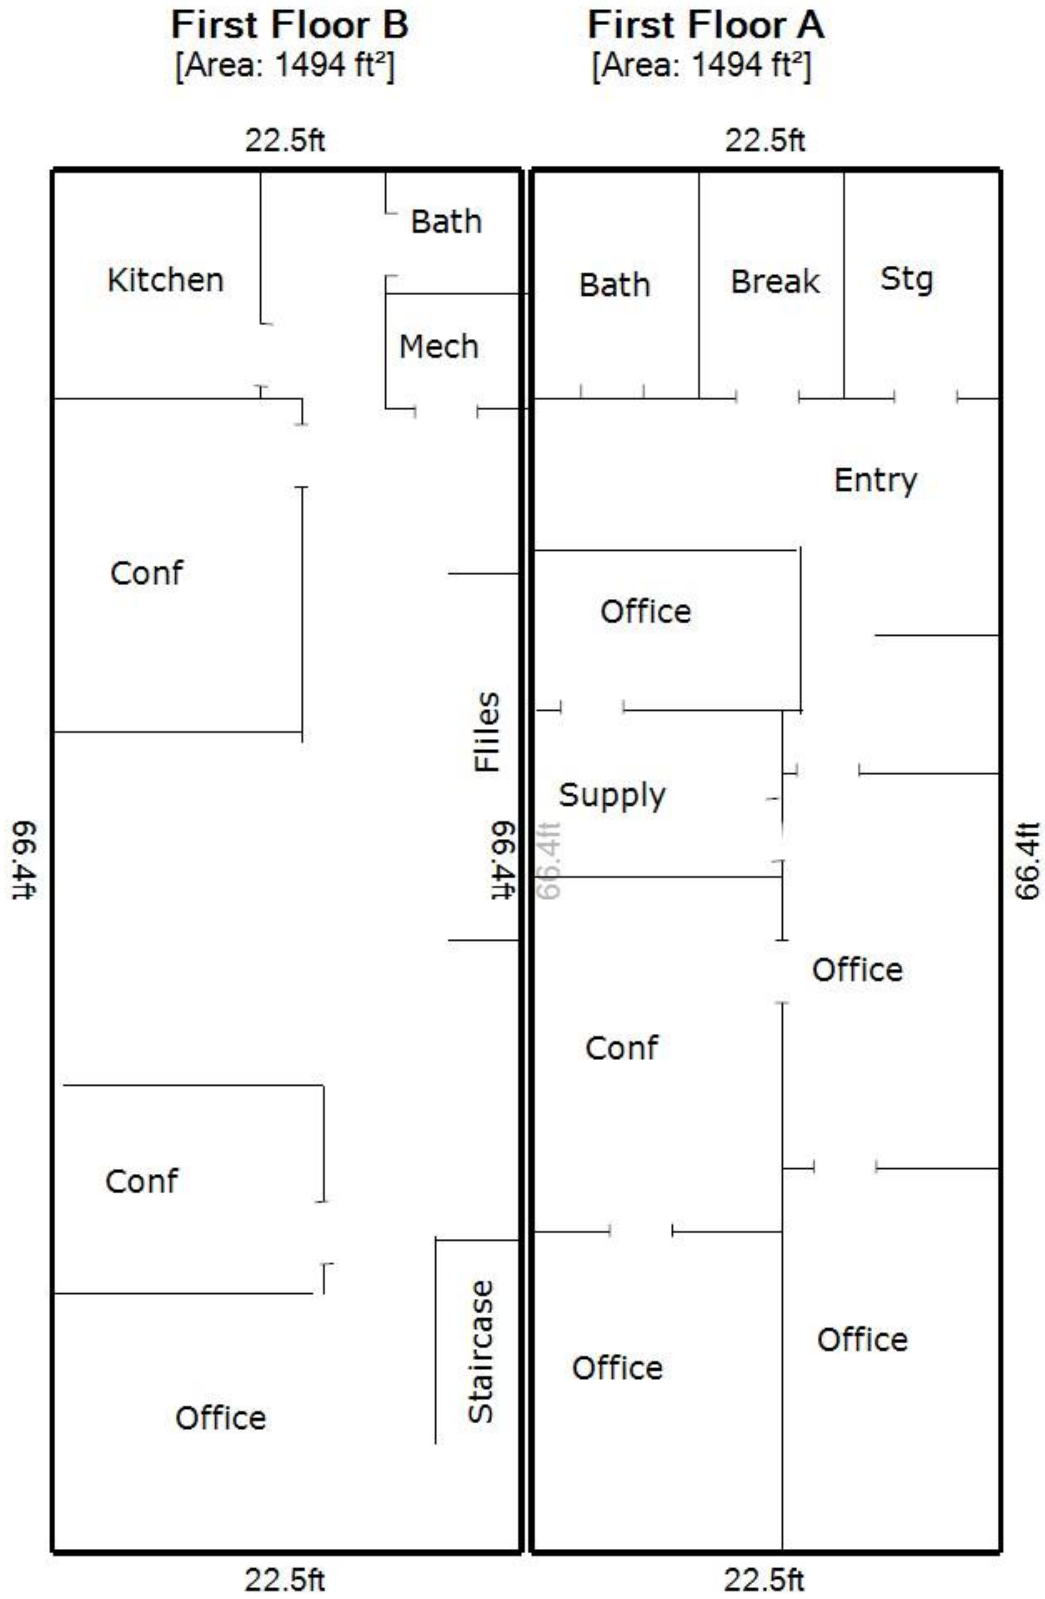 First Floor B
[Area: 1494 ft²]
First Floor A
[Area: 1494 ft²]
22.5ft
22.5ft
Bath
Kitchen
Mech
Bath
Break
Stg
Entry
Conf
Office
Fliles
Supply
66.4ft
66.4ft
66.4ft
66.4ft
Office
Conf
Conf
Staircase
Office
Office
Office
22.5ft
22.5ft